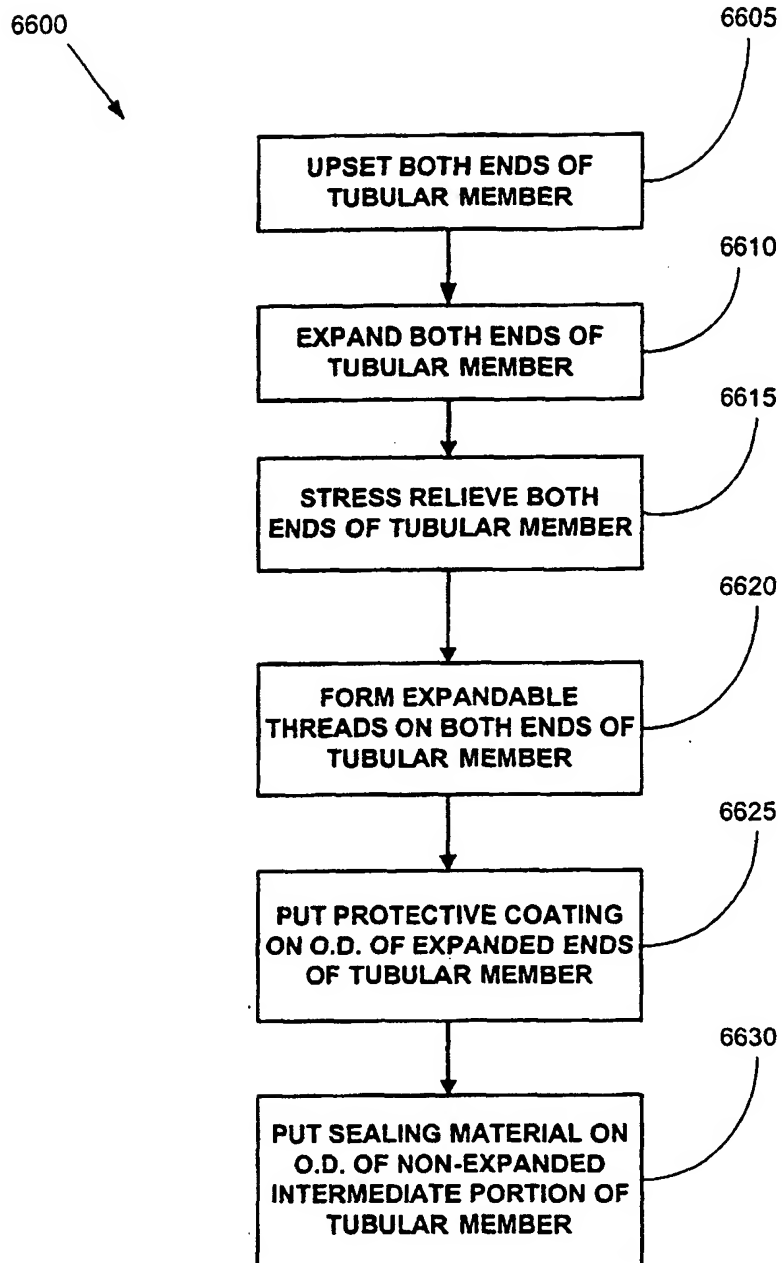 6600
6605
UPSET BOTH ENDS OF
TUBULAR MEMBER
6610
EXPAND BOTH ENDS OF
TUBULAR MEMBER
6615
STRESS RELIEVE BOTH
ENDS OF TUBULAR MEMBER
6620
FORM EXPANDABLE
THREADS ON BOTH ENDS OF
TUBULAR MEMBER
6625
PUT PROTECTIVE COATING
ON O.D. OF EXPANDED ENDS
OF TUBULAR MEMBER
6630
PUT SEALING MATERIAL ON
O.D. OF NON-EXPANDED
INTERMEDIATE PORTION OF
TUBULAR MEMBER